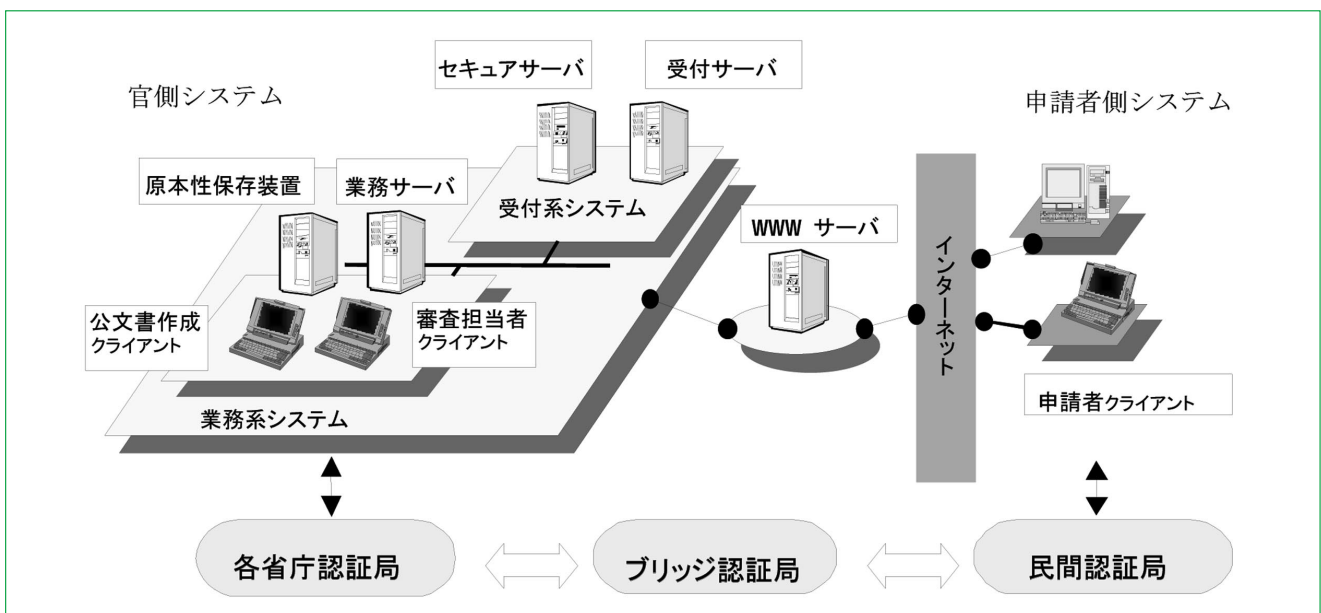 官側システム
セキュアサーバ
受付サーバ
申請者側システム
原本性保存装置
業務サーバ
受付系システム
WWW サーバ
インターネット
公文書作成
クライアント
審査担当者
クライアント
業務系システム
申請者クライアント
各省庁認証局
ブリッジ認証局
民間認証局